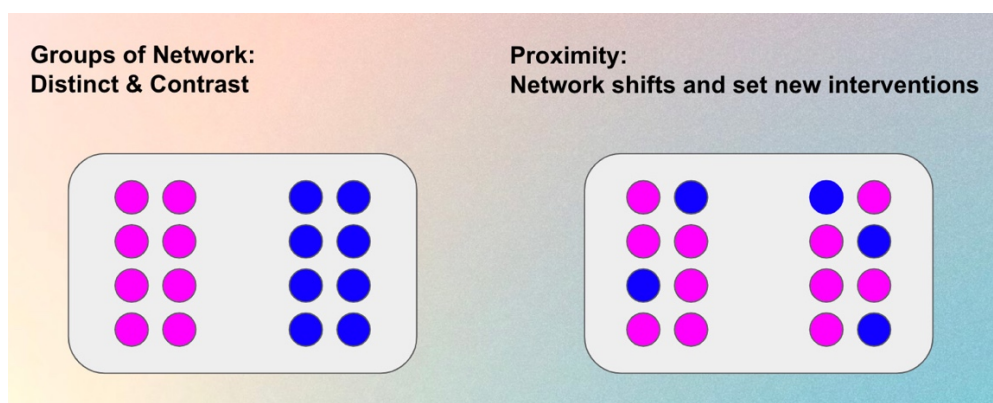 Groups of Network:
Distinct & Contrast
Proximity:
Network shifts and set new interventions